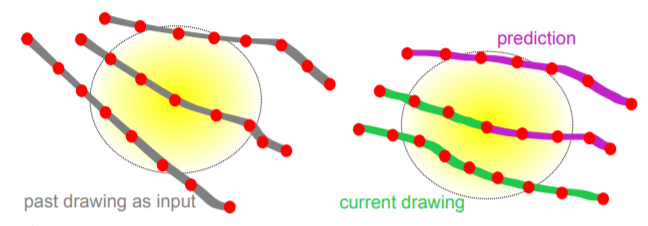 prediction
past drawing as input
current drawing